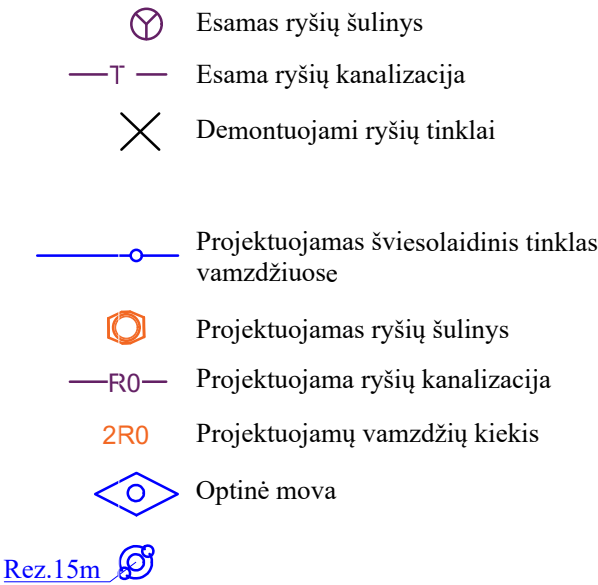 Esamas ryšių šulinys
T Esama ryšių kanalizacija
Demontuojami ryšių tinklai
Projektuojamas šviesolaidinis tinklas
vamzdžiuose
Projektuojamas ryšių šulinys
R0 Projektuojama ryšių kanalizacija
2R0 Projektuojamų vamzdžių kiekis
Optinė mova
Rez.15m